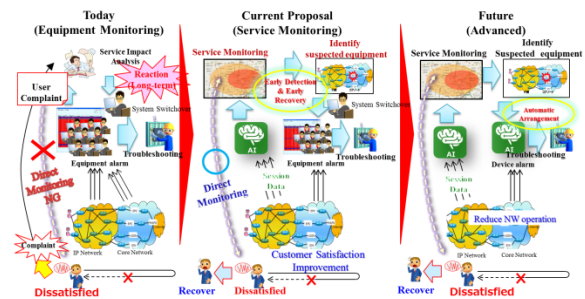 Today
(Equipment Monitoring)
Service Impact
Analysis
User
Complaint
Reaction
(Long-term)
System Switchover
Equipment alarm
Troubleshooting
Direct
Monitoring
NG
Complaint
IP Network
Core Network
Dissatisfied
Current Proposal
(Service Monitoring)
Service Monitoring
Identify
suspected equipment
Early Detection
& Early
Recovery
System Switchover
AI
Equipment alarm
Troubleshooting
Direct Monitoring
Session
Data
Customer Satisfaction
Improvement
Recover
Dissatisfied
Future
(Advanced)
Service Monitoring
Identify
Suspected equipment
Automatic
Arrangement
AI
AI
Device alarm
Troubleshooting
Session
Data
Reduce NW operation
IP Network
Core Network
Recover
Dissatisfied